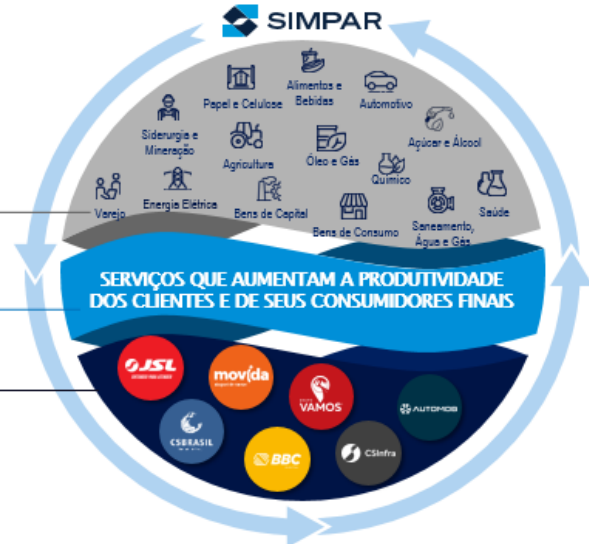 SIMPAR
Alimentos e
Bebidas
Papel e Celulose
Automotivo
Siderurgia e
Mineração
Agricultura
Óleo e Gás
Açúcar e Álcool
Químico
Varejo
Energia Elétrica
Bens de Capital
Bens de Consumo
Saneamento,
Água e Gás
Saúde
SERVIÇOS QUE AUMENTAM A PRODUTIVIDADE
DOS CLIENTES E DE SEUS CONSUMIDORES FINAIS
JSL
movida
VAMOS
AUTOMOB
CSBRASIL
BBC
CSInfra